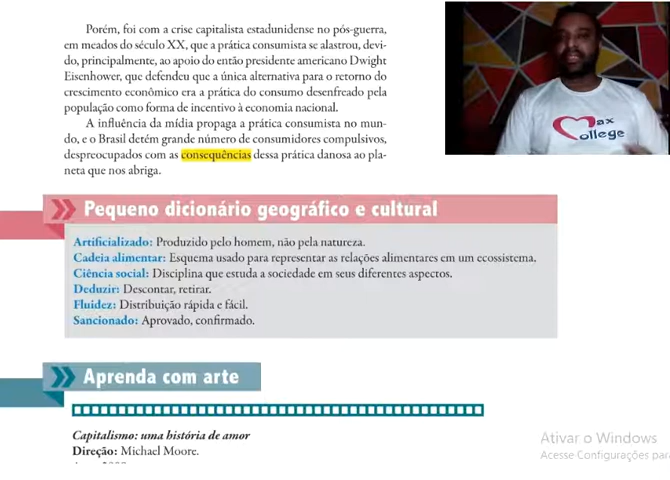 Porém, foi com a crise capitalista estadunidense no pós-guerra,
em meados do século XX, que a prática consumista se alastrou, devi-
do, principalmente, ao apoio do então presidente americano Dwight
Eisenhower, que defendeu que a única alternativa para o retorno do
crescimento econômico era a prática do consumo desenfreado pela
população como forma de incentivo à economia nacional.
A influência da mídia propaga a prática consumista no mun-
do, e o Brasil detém grande número de consumidores compulsivos,
despreocupados com as consequências dessa prática danosa ao pla-
neta que nos abriga.
ax
ollege
Pequeno dicionário geográfico e cultural
Artificializado: Produzido pelo homem, não pela natureza.
Cadeia alimentar: Esquema usado para representar as relações alimentares em um ecossistema.
Ciência social: Disciplina que estuda a sociedade em seus diferentes aspectos.
Deduzir: Descontar, retirar.
Fluidez: Distribuição rápida e fácil.
Sancionado: Aprovado, confirmado.
Aprenda com arte
Capitalismo: uma história de amor
Direção: Michael Moore.
Ativar o Windows
Acesse Configurações para